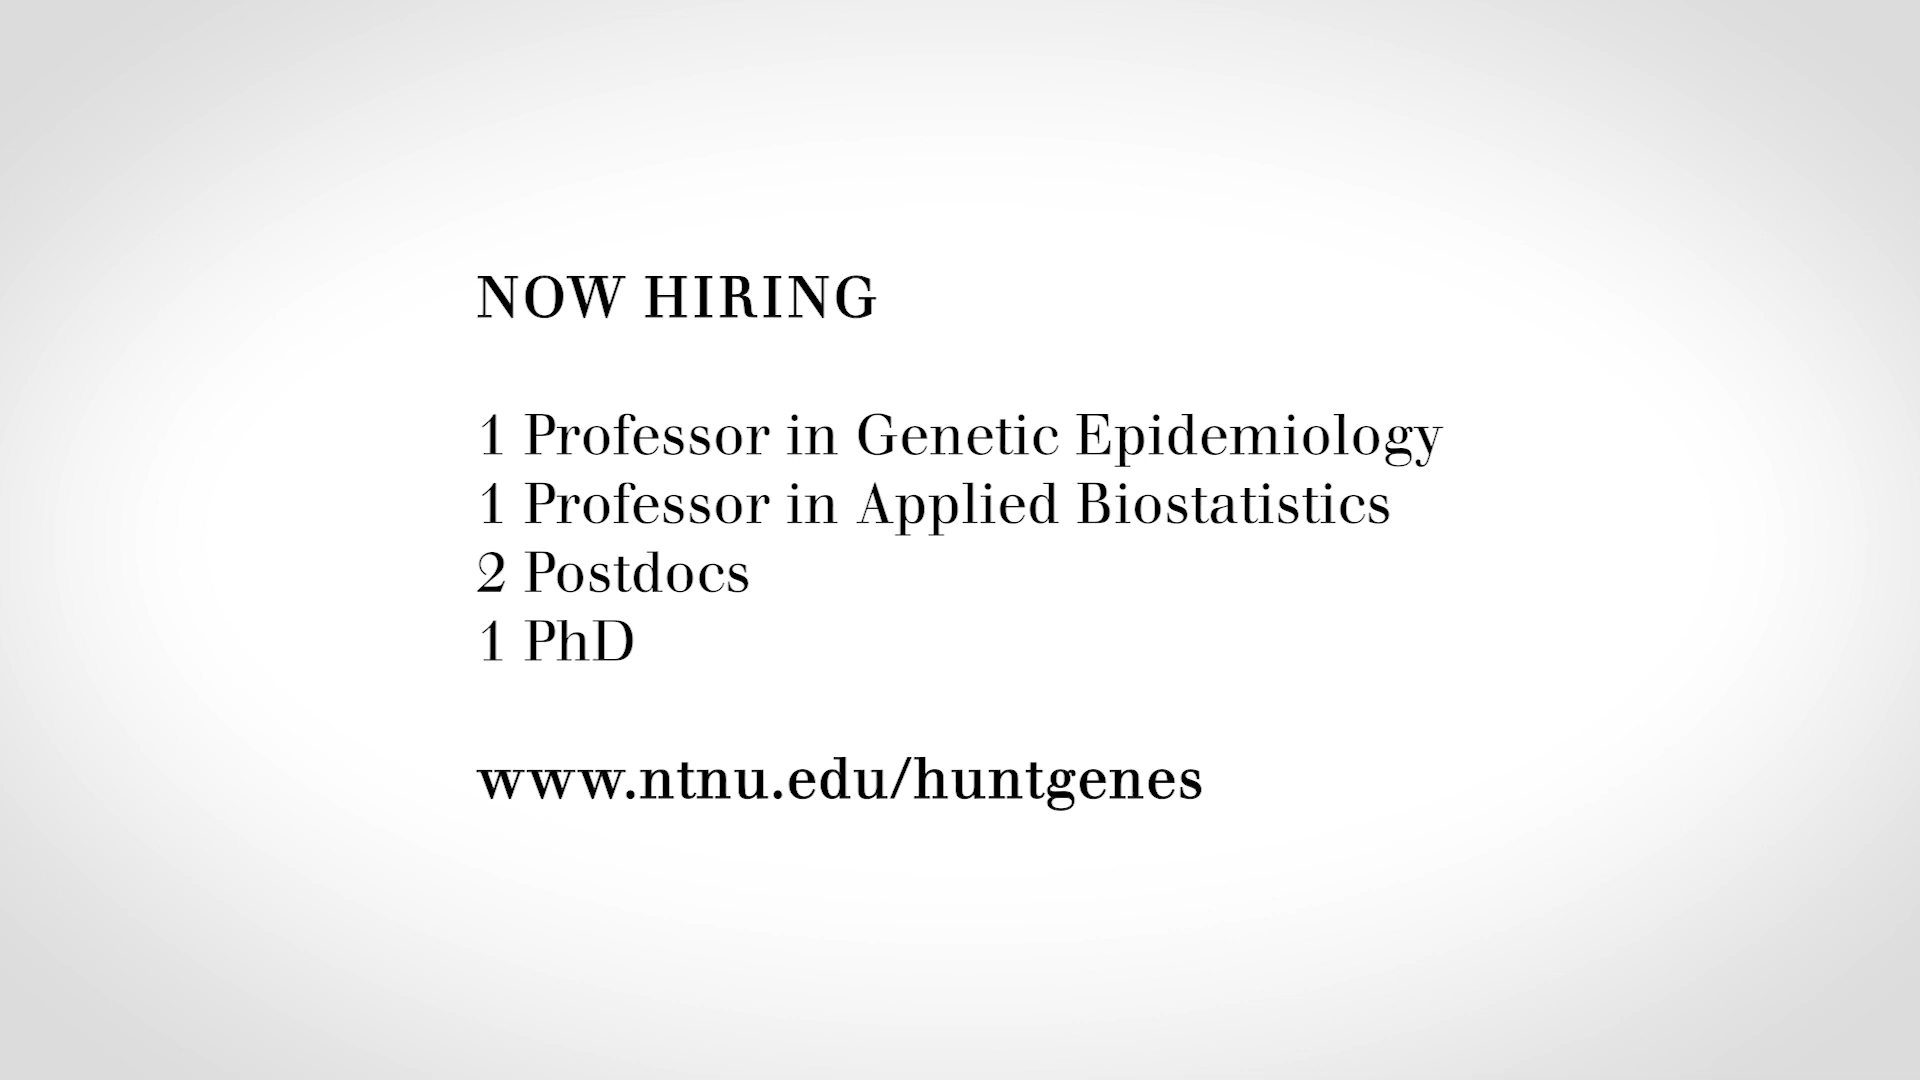 NOW HIRING
1 Professor in Genetic Epidemiology
1 Professor in Applied Biostatistics
2 Postdocs
1 PhD
www.ntnu.edu/huntgenes